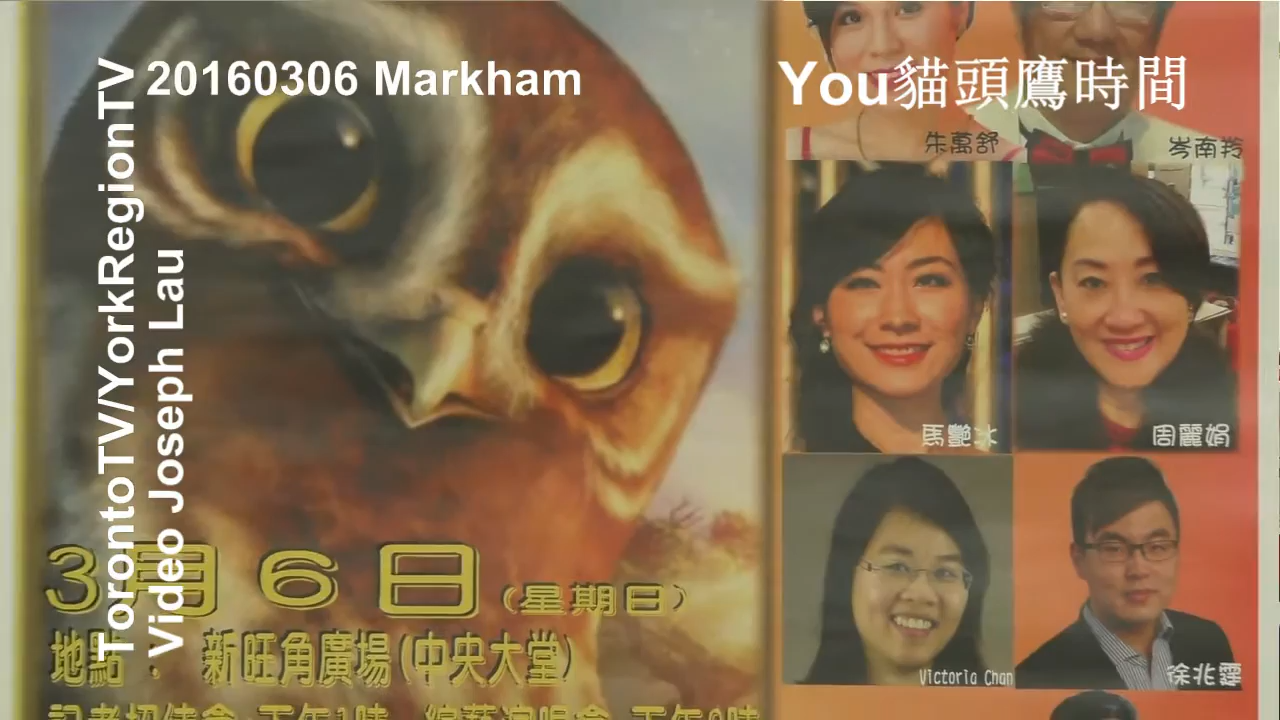 20160306 Markham
You貓頭鷹時間
TorontoTV/YorkRegionTV
Video Joseph Lau
朱萬舒
岑南羚
馬艷冰
周麗娟
Victoria Chan
徐兆霆
3月6日(星期日)
地點: 新旺角廣場(中央大堂)